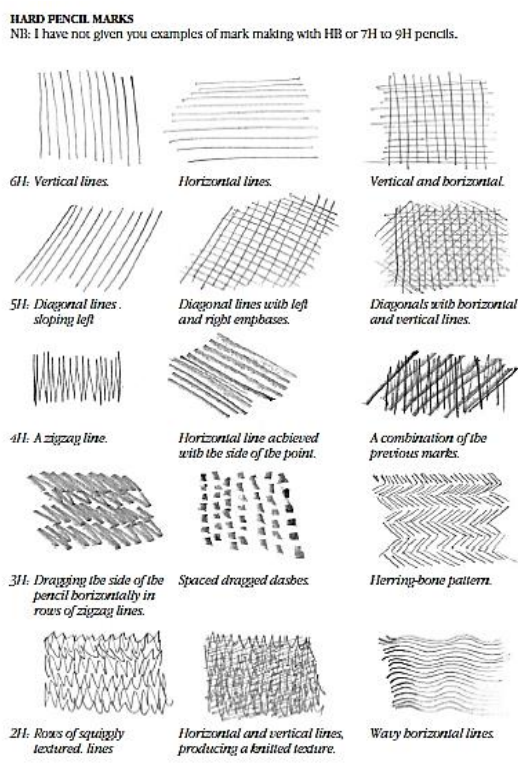 HARD PENCIL MARKS
NB: I have not given you examples of mark making with HB or 7H to 9H pencils.
6H: Vertical lines.
Horizontal lines.
Vertical and horizontal.
5H: Diagonal lines .
sloping left
Diagonal lines with left
and right emphases.
Diagonals with horizontal
and vertical lines.
4H: A zigzag line.
Horizontal line achieved
with the side of the point.
A combination of the
previous marks.
3H: Dragging the side of the
pencil horizontally in
rows of zigzag lines.
Spaced dragged dashes.
Herring-bone pattern.
2H: Rows of squiggly
textured. lines
Horizontal and vertical lines,
producing a knitted texture.
Wavy horizontal lines.